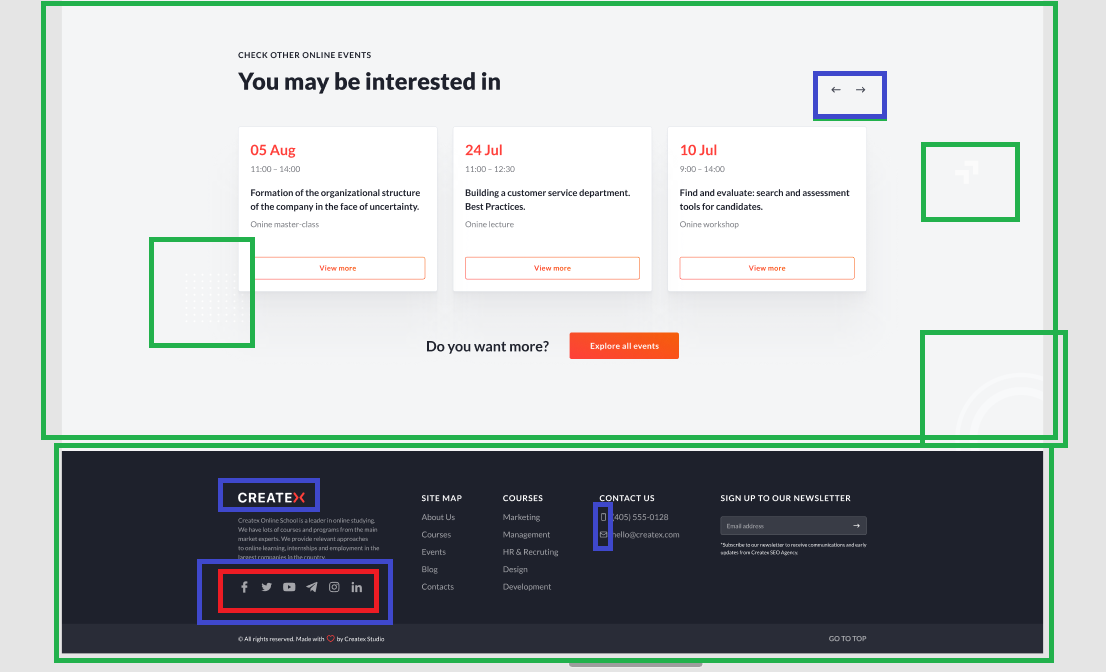 CHECK OTHER ONLINE EVENTS
You may be interested in
05 Aug
11:00 – 14:00
Formation of the organizational structure
of the company in the face of uncertainty.
Onine master-class
View more
24 Jul
11:00 – 12:30
Building a customer service department.
Best Practices.
Onine lecture
View more
10 Jul
9:00 – 14:00
Find and evaluate: search and assessment
tools for candidates.
Onine workshop
View more
Do you want more?
Explore all events
CREATEX
Createx Online School is a leader in online studying.
We have lots of courses and programs from the main
market experts. We provide relevant approaches
to online learning, internships and employment in the
largest companies in the country.
SITE MAP
About Us
Courses
Events
Blog
Contacts
COURSES
Marketing
Management
HR & Recruting
Design
Development
CONTACT US
(405) 555-0128
hello@createx.com
SIGN UP TO OUR NEWSLETTER
Email address
*Subscribe to our newsletter to receive communications and early
updates from Createx SEO Agency.
© All rights reserved. Made with by Createx Studio
GO TO TOP